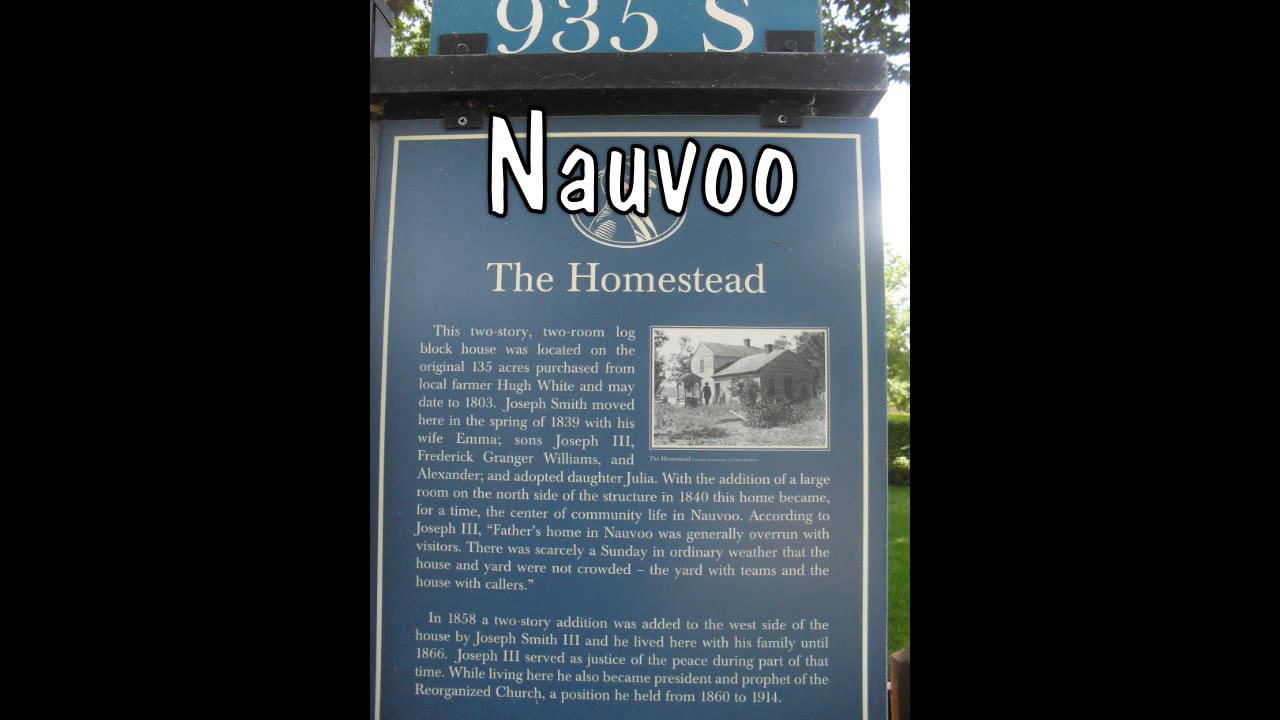 935 S
Nauvoo
The Homestead
This two-story, two-room log
block house was located on the
original 135 acres purchased from
local farmer Hugh White and may
date to 1803. Joseph Smith moved
here in the spring of 1839 with his
wife Emma; sons Joseph III,
Frederick Granger Williams, and
The Homestead
Alexander; and adopted daughter Julia. With the addition of a large
room on the north side of the structure in 1840 this home became,
for a time, the center of community life in Nauvoo. According to
Joseph III, “Father’s home in Nauvoo was generally overrun with
visitors. There was scarcely a Sunday in ordinary weather that the
house and yard were not crowded – the yard with teams and the
house with callers.”
In 1858 a two-story addition was added to the west side of the
house by Joseph Smith III and he lived here with his family until
1866. Joseph III served as justice of the peace during part of that
time. While living here he also became president and prophet of the
Reorganized Church, a position he held from 1860 to 1914.